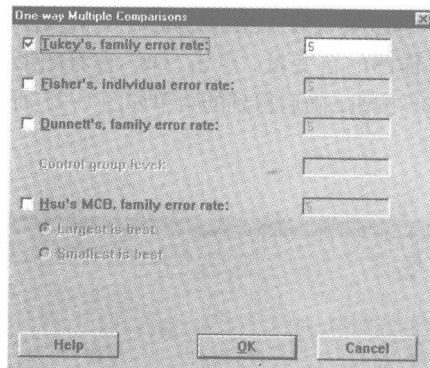 One-way Multiple Comparisons
Tukey's, family error rate: 5
Fisher's, individual error rate: 5
Dunnett's, family error rate: 5
Control group level:
Hsu's MCB, family error rate: 5
Largest is best
Smallest is best
Help OK Cancel